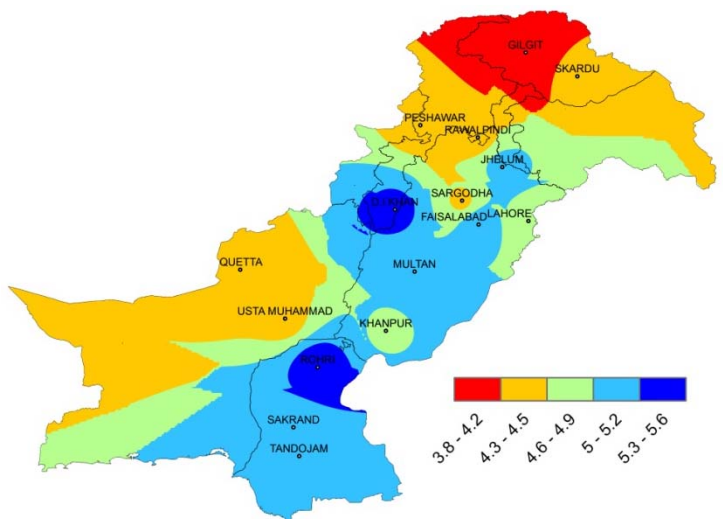 GILGIT
SKARDU
PESHAWAR
RAWALPINDI
JHELUM
SARGODHA
D.I KHAN
FAISALABAD
LAHORE
QUETTA
MULTAN
USTA MUHAMMAD
KHANPUR
ROHRI
SAKRAND
TANDOJAM
3.8 - 4.2
4.3 - 4.5
4.6 - 4.9
5 - 5.2
5.3 - 5.6